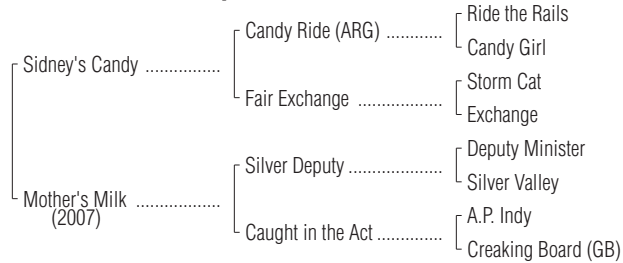 Ride the Rails
Candy Ride (ARG) ............
Candy Girl
Sidney's Candy ................
Storm Cat
Fair Exchange ..................
Exchange
Deputy Minister
Silver Deputy ....................
Silver Valley
Mother's Milk ..................
(2007)
A.P. Indy
Caught in the Act ..............
Creaking Board (GB)